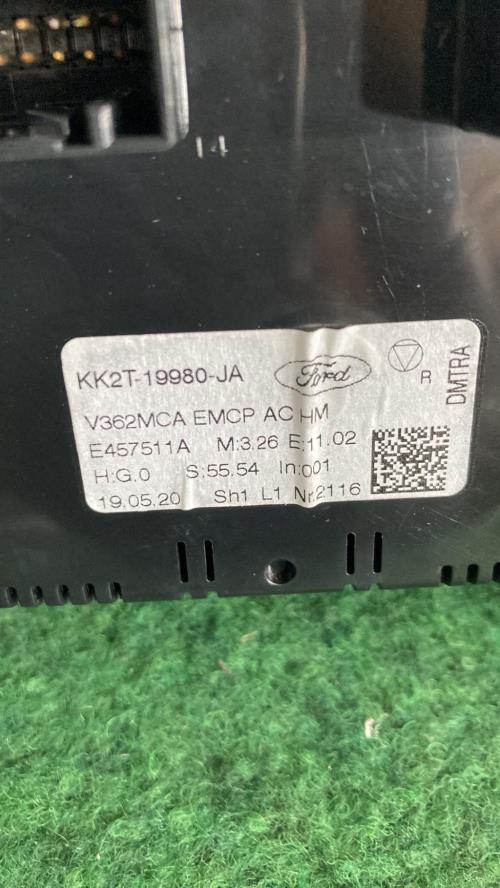 14
KK2T-19980-JA Ford R DMTRA
V362MCA EMCP AC HM
E457511A M:3.26 E:11.02
H:G.0 S:55.54 In:001
19.05.20 Sh1 L1 Nr.2116